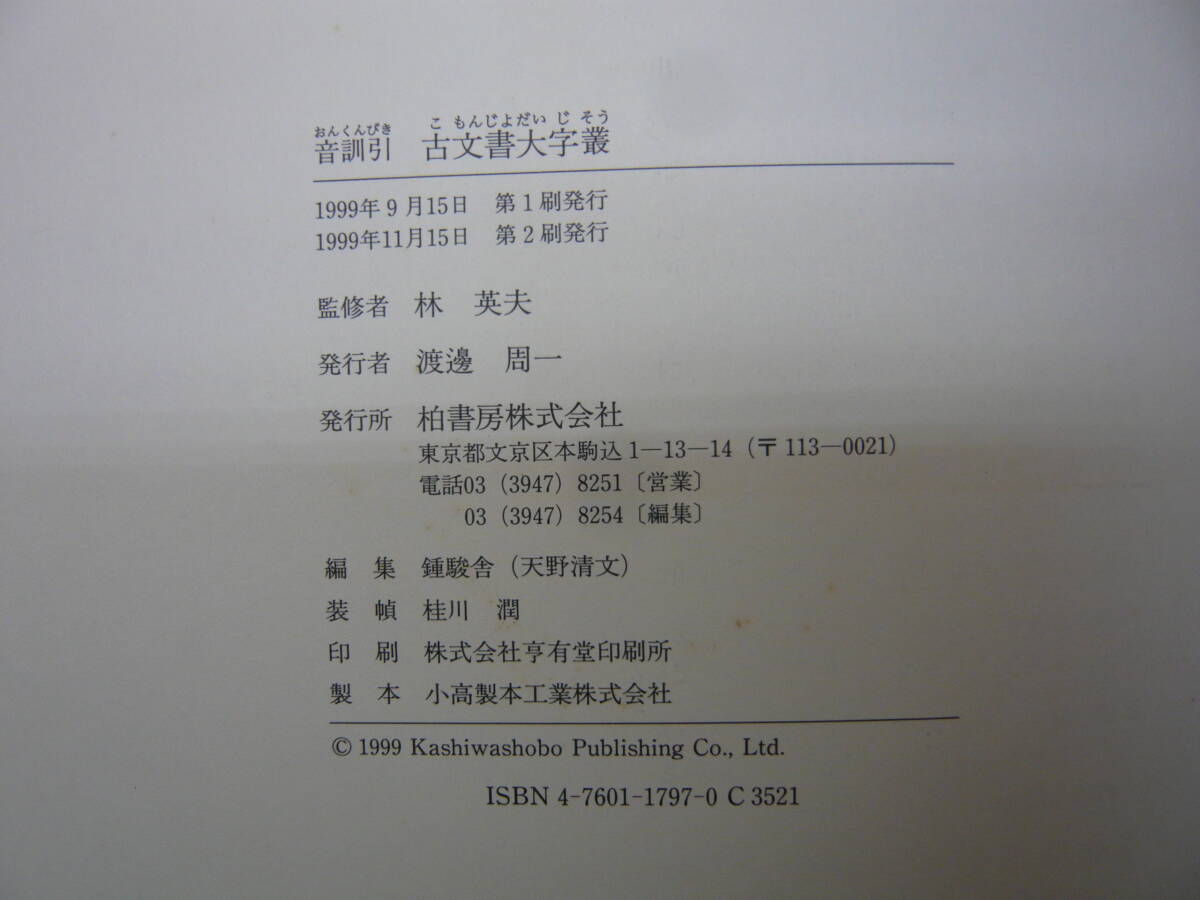 おんくんびき こもんじよだいじそう
音訓引 古文書大字叢
1999年9月15日 第1刷発行
1999年11月15日 第2刷発行
監修者 林 英夫
発行者 渡邊 周一
発行所 柏書房株式会社
東京都文京区本駒込1―13―14（〒113―0021）
電話03（3947）8251〔営業〕
03（3947）8254〔編集〕
編 集 鍾駿舎（天野清文）
装 幀 桂川 潤
印 刷 株式会社亨有堂印刷所
製 本 小高製本工業株式会社
© 1999 Kashiwashobo Publishing Co., Ltd.
ISBN 4-7601-1797-0 C 3521